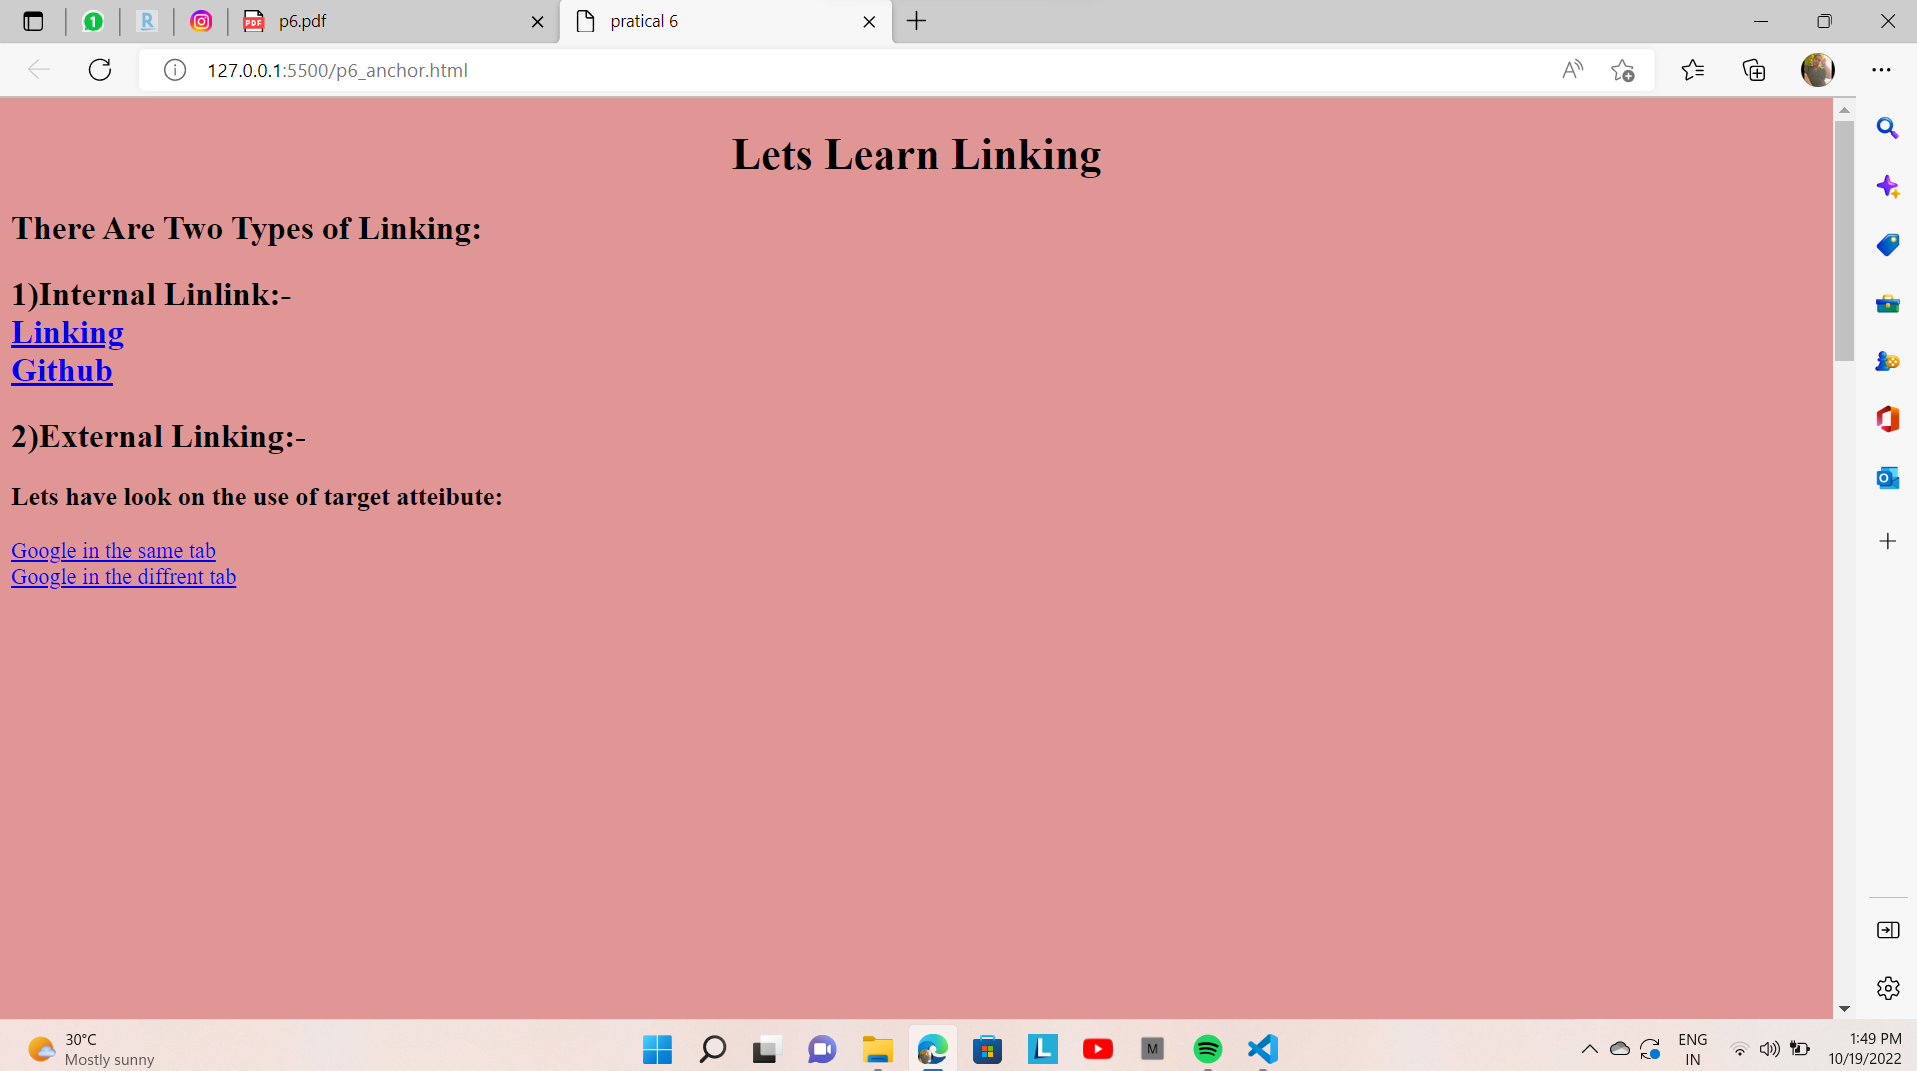 1
R
PDF
p6.pdf
pratical 6
127.0.0.1:5500/p6_anchor.html
A
Lets Learn Linking
There Are Two Types of Linking:
1)Internal Linlink:-
Linking
Github
2)External Linking:-
Lets have look on the use of target atteibute:
Google in the same tab
Google in the diffrent tab
30°C
Mostly sunny
L
M
ENG
IN
1:49 PM
10/19/2022